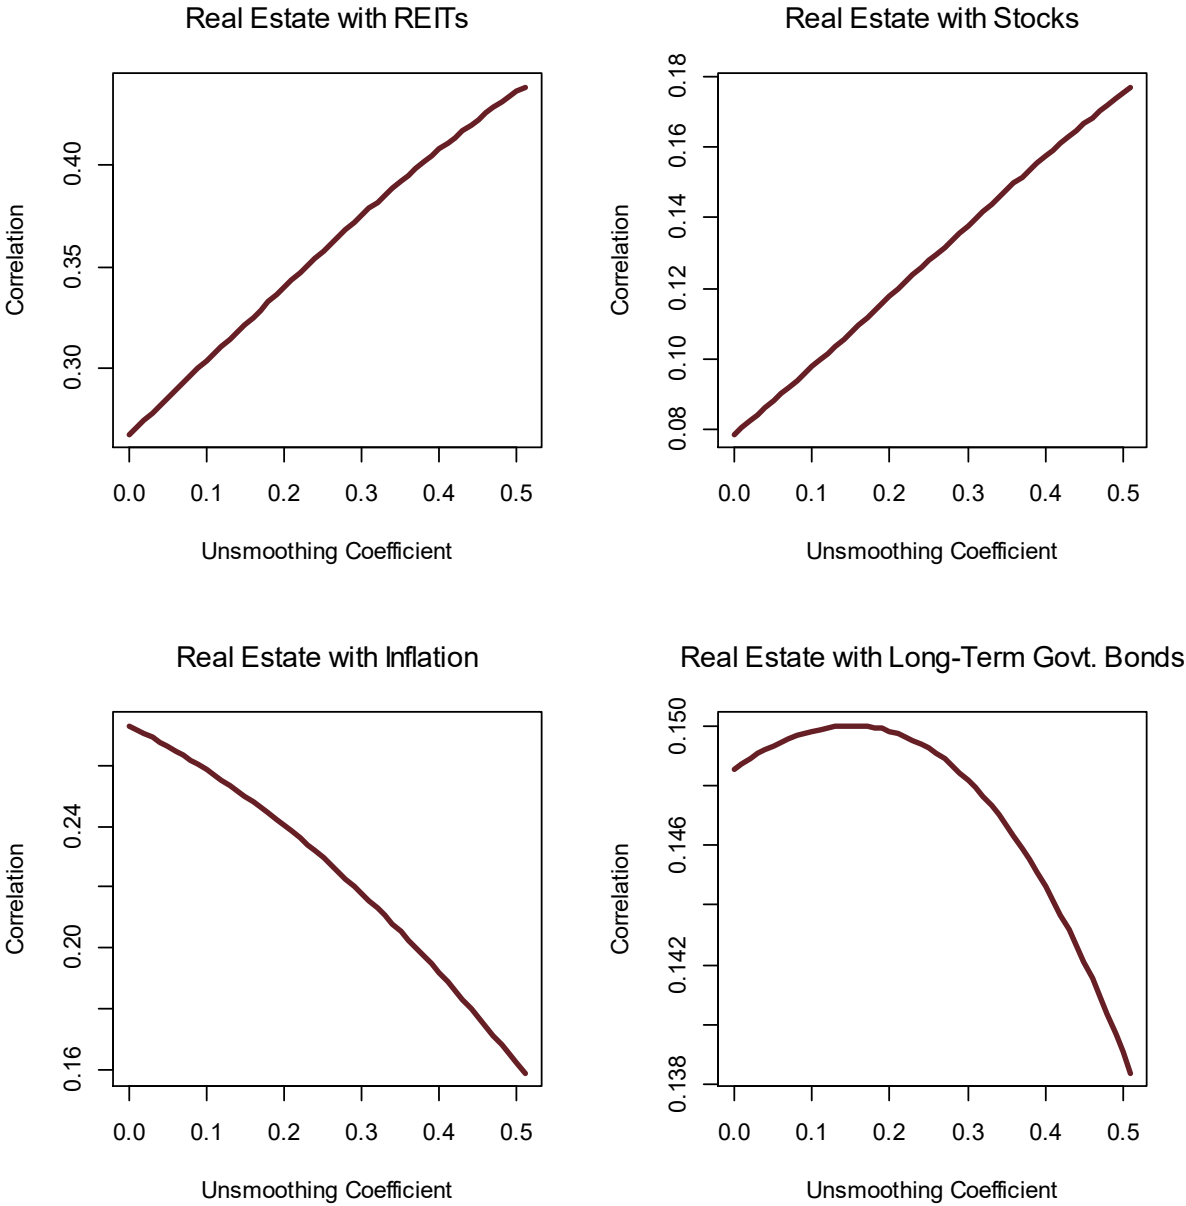 Real Estate with REITs
Correlation
0.40
0.35
0.30
0.0 0.1 0.2 0.3 0.4 0.5
Unsmoothing Coefficient
Real Estate with Stocks
Correlation
0.18
0.16
0.14
0.12
0.10
0.08
0.0 0.1 0.2 0.3 0.4 0.5
Unsmoothing Coefficient
Real Estate with Inflation
Correlation
0.24
0.20
0.16
0.0 0.1 0.2 0.3 0.4 0.5
Unsmoothing Coefficient
Real Estate with Long-Term Govt. Bonds
Correlation
0.150
0.146
0.142
0.138
0.0 0.1 0.2 0.3 0.4 0.5
Unsmoothing Coefficient